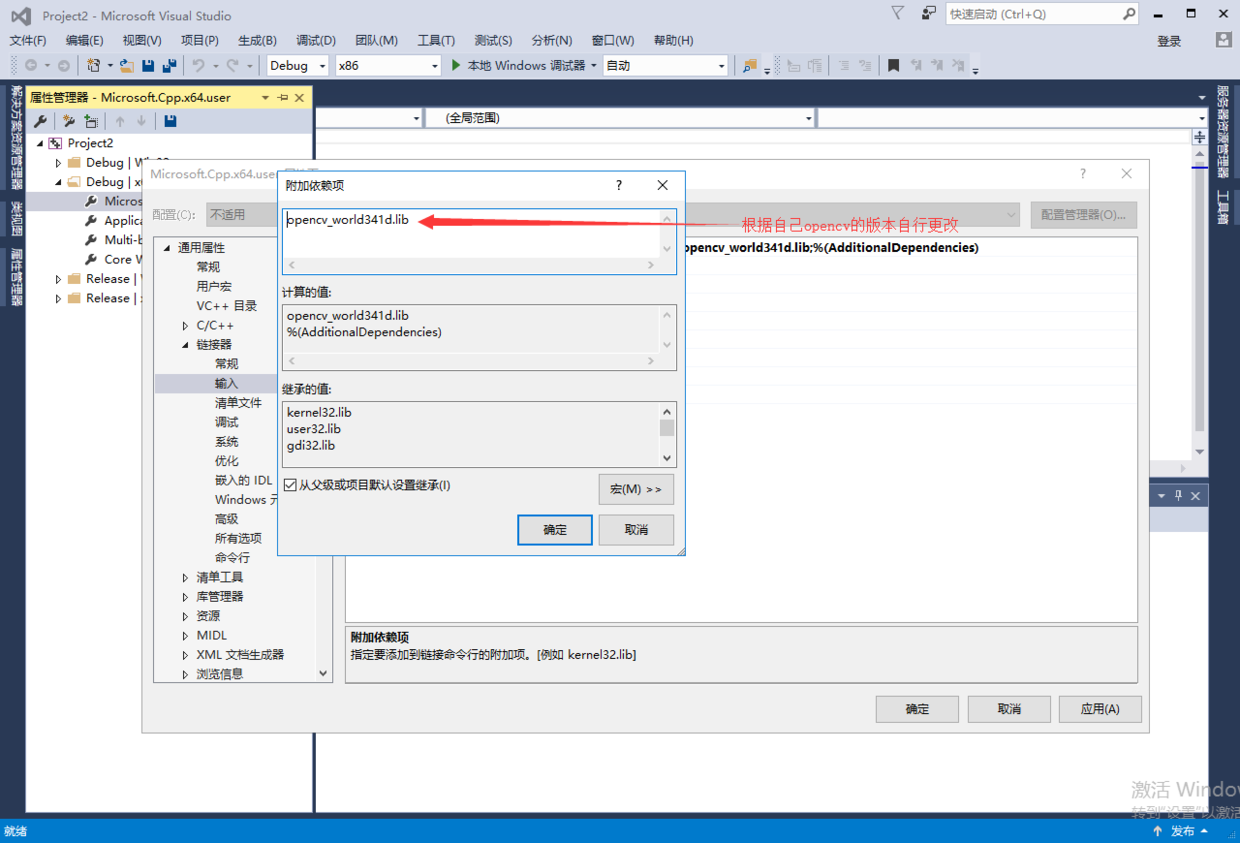 Project2 - Microsoft Visual Studio
快速启动 (Ctrl+Q)
文件(F) 编辑(E) 视图(V) 项目(P) 生成(B) 调试(D) 团队(M) 工具(T) 测试(S) 分析(N) 窗口(W) 帮助(H)
登录
Debug x86 本地 Windows 调试器 自动
解决方案资源管理器
类视图
属性管理器
属性管理器 - Microsoft.Cpp.x64.user
Project2
Debug |
Debug |
Micros
Applic
Multi-b
Core W
Release |
Release |
(全局范围)
服务器资源管理器
工具箱
Microsoft.Cpp.x64.user
?
配置(C): 不适用
配置管理器(O)...
通用属性
常规
用户宏
VC++ 目录
C/C++
链接器
常规
输入
清单文件
调试
系统
优化
嵌入的 IDL
Windows
高级
所有选项
命令行
清单工具
库管理器
资源
MIDL
XML 文档生成器
浏览信息
附加依赖项
?
opencv_world341d.lib
根据自己opencv的版本自行更改
opencv_world341d.lib;%(AdditionalDependencies)
计算的值:
opencv_world341d.lib
%(AdditionalDependencies)
继承的值:
kernel32.lib
user32.lib
gdi32.lib
从父级或项目默认设置继承(I)
宏(M) >>
确定 取消
附加依赖项
指定要添加到链接命令行的附加项。[例如 kernel32.lib]
确定 取消 应用(A)
激活 Windo
转到"设置"以激活
就绪
发布